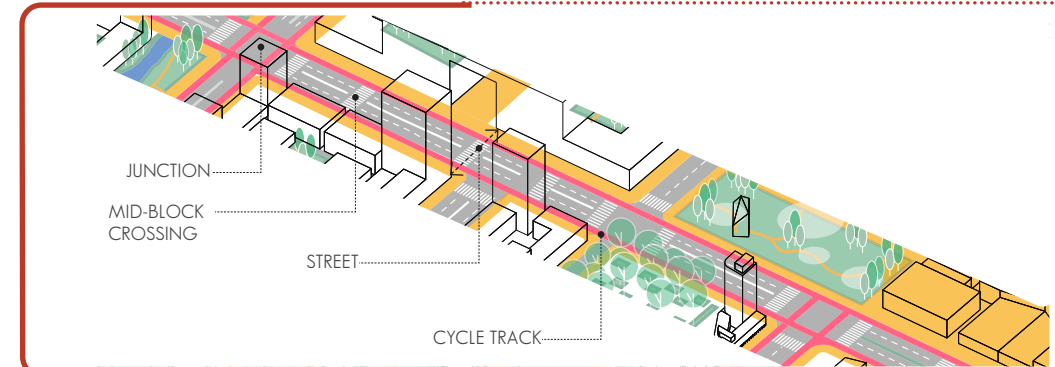 JUNCTION
MID-BLOCK
CROSSING
STREET
CYCLE TRACK